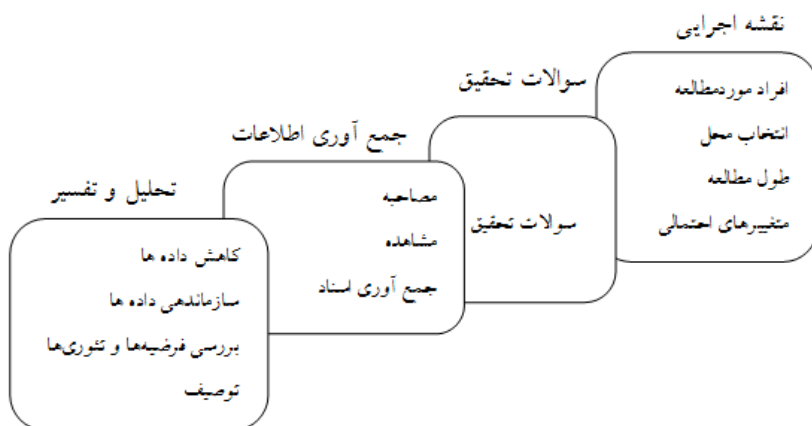 نقشه اجرایی
افراد موردمطالعه
انتخاب محل
طول مطالعه
متغییرهای احتمالی
سوالات تحقیق
سوالات تحقیق
جمع آوری اطلاعات
مصاحبه
مشاهده
جمع آوری اسناد
تحلیل و تفسیر
کاهش داده ها
سازماندهی داده ها
بررسی فرضیه‌ها و تئوری‌ها
توصیف